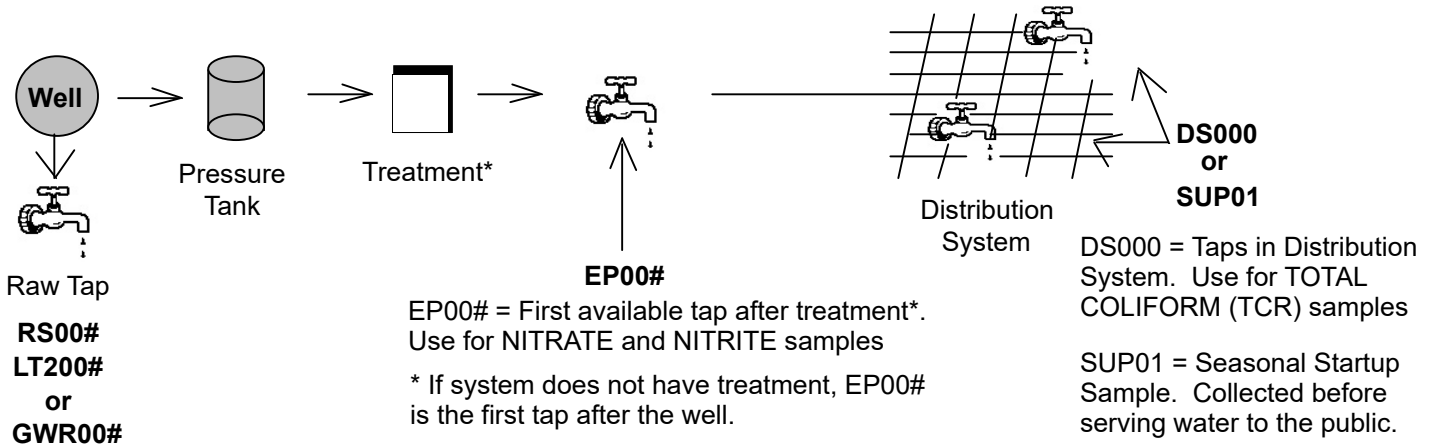 Well
Raw Tap
RS00#
LT200#
or
GWR00#
Pressure
Tank
Treatment*
EP00#
EP00# = First available tap after treatment*.
Use for NITRATE and NITRITE samples
* If system does not have treatment, EP00#
is the first tap after the well.
Distribution
System
DS000
or
SUP01
DS000 = Taps in Distribution
System. Use for TOTAL
COLIFORM (TCR) samples
SUP01 = Seasonal Startup
Sample. Collected before
serving water to the public.